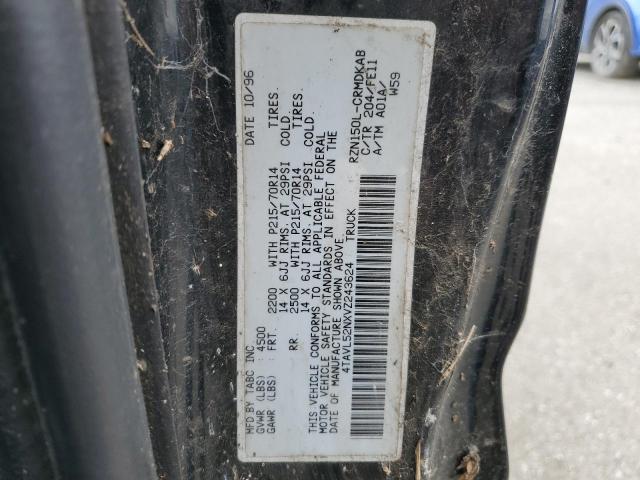 MFD BY TABC INC DATE 10/96
GVWR (LBS) : 4500
GAWR (LBS) : FRT. 2200 WITH P215/70R14 TIRES.
14 X 6JJ RIMS. AT 29PSI COLD.
RR 2500 WITH P215/70R14 TIRES.
14 X 6JJ RIMS. AT 29PSI COLD.
THIS VEHICLE CONFORMS TO ALL APPLICABLE FEDERAL
MOTOR VEHICLE SAFETY STANDARDS IN EFFECT ON THE
DATE OF MANUFACTURE SHOWN ABOVE.
4TAVL52NXVZ243624 TRUCK
RZN150L-CRMDKAB
C/TR 204/FE11
A/TM A01A/
W59